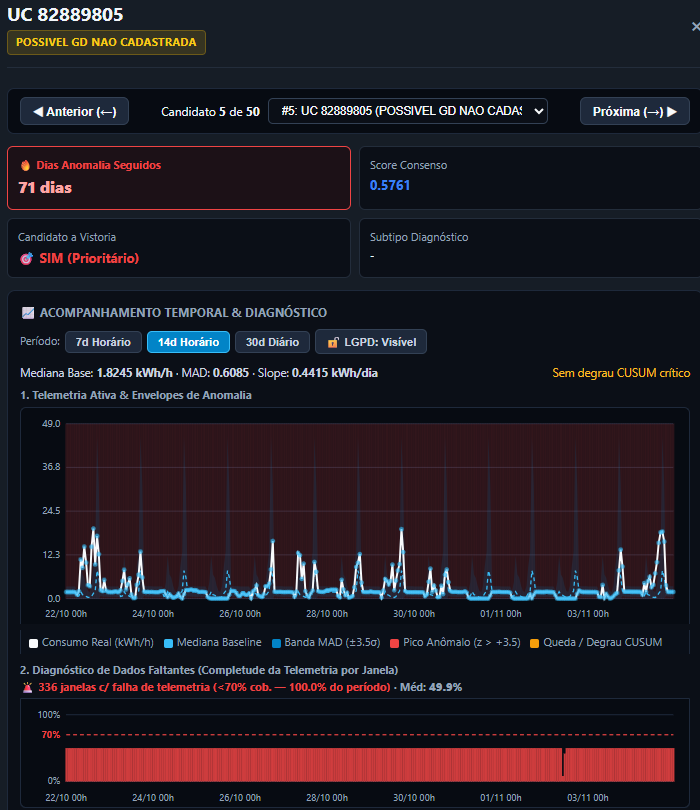 UC 82889805
POSSIVEL GD NAO CADASTRADA
×
◀ Anterior (←)
Candidato 5 de 50
#5: UC 82889805 (POSSIVEL GD NAO CADAS
Próxima (→) ▶
🔥 Dias Anomalia Seguidos
71 dias
Score Consenso
0.5761
Candidato a Vistoria
🎯 SIM (Prioritário)
Subtipo Diagnóstico
-
📈 ACOMPANHAMENTO TEMPORAL & DIAGNÓSTICO
Período: 7d Horário 14d Horário 30d Diário 🔓 LGPD: Visível
Mediana Base: 1.8245 kWh/h · MAD: 0.6085 · Slope: 0.4415 kWh/dia
Sem degrau CUSUM crítico
1. Telemetria Ativa & Envelopes de Anomalia
49.0
36.8
24.5
12.3
0.0
22/10 00h 24/10 00h 26/10 00h 28/10 00h 30/10 00h 01/11 00h 03/11 00h
Consumo Real (kWh/h) Mediana Baseline Banda MAD (±3.5σ) Pico Anômalo (z > +3.5) Queda / Degrau CUSUM
2. Diagnóstico de Dados Faltantes (Completude da Telemetria por Janela)
🚨 336 janelas c/ falha de telemetria (<70% cob. — 100.0% do período) · Méd: 49.9%
100%
70%
0%
22/10 00h 24/10 00h 26/10 00h 28/10 00h 30/10 00h 01/11 00h 03/11 00h